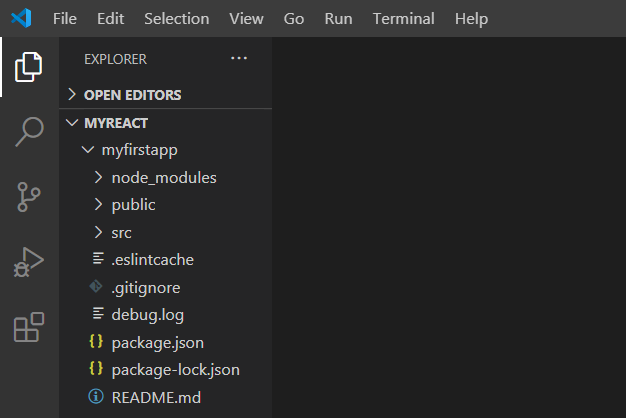 File Edit Selection View Go Run Terminal Help
EXPLORER ...
OPEN EDITORS
MYREACT
myfirstapp
node_modules
public
src
.eslintcache
.gitignore
debug.log
{} package.json
{} package-lock.json
README.md